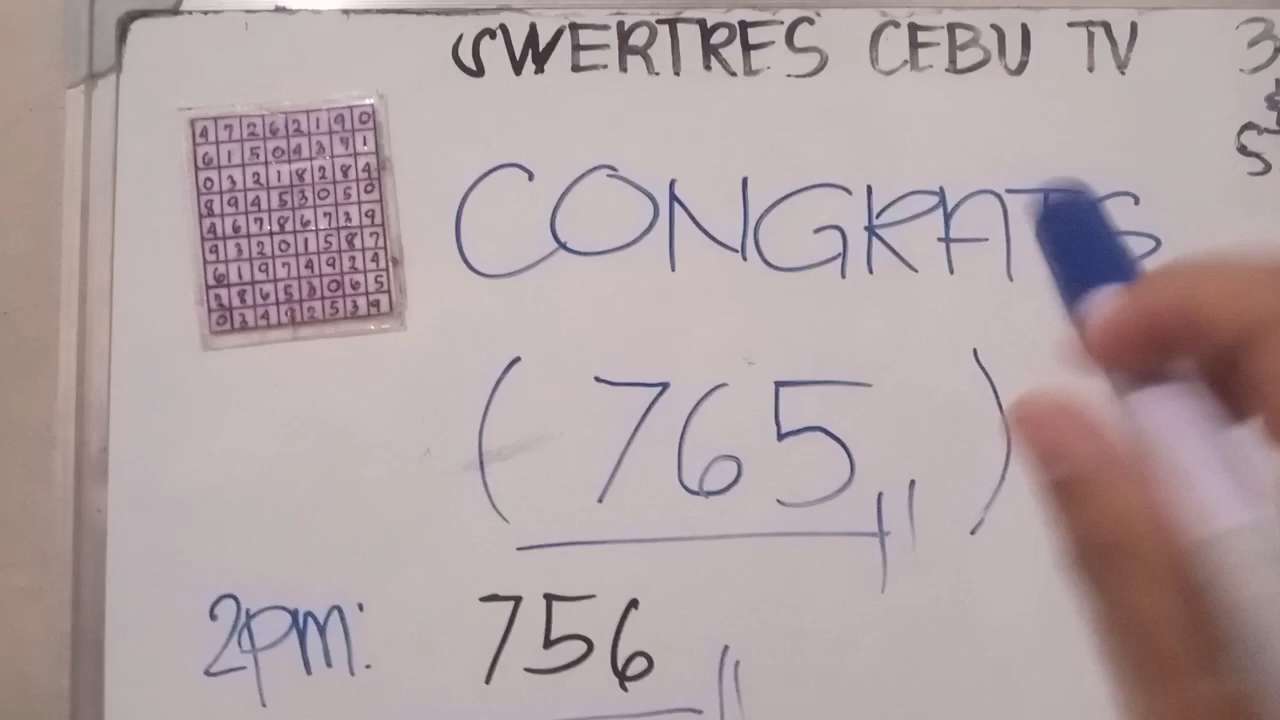 SWERTRES CEBU TV
3
5
4 7 2 6 2 1 9 0
6 1 5 0 4 3 7 1
0 3 2 1 8 2 8 4
8 9 4 5 3 0 5 0
4 6 7 8 6 7 3 9
9 3 2 0 1 5 8 7
6 1 9 7 4 9 2 4
2 8 6 5 3 0 6 5
0 3 4 8 2 5 3 9
CONGRATS
(765)
2pm: 756